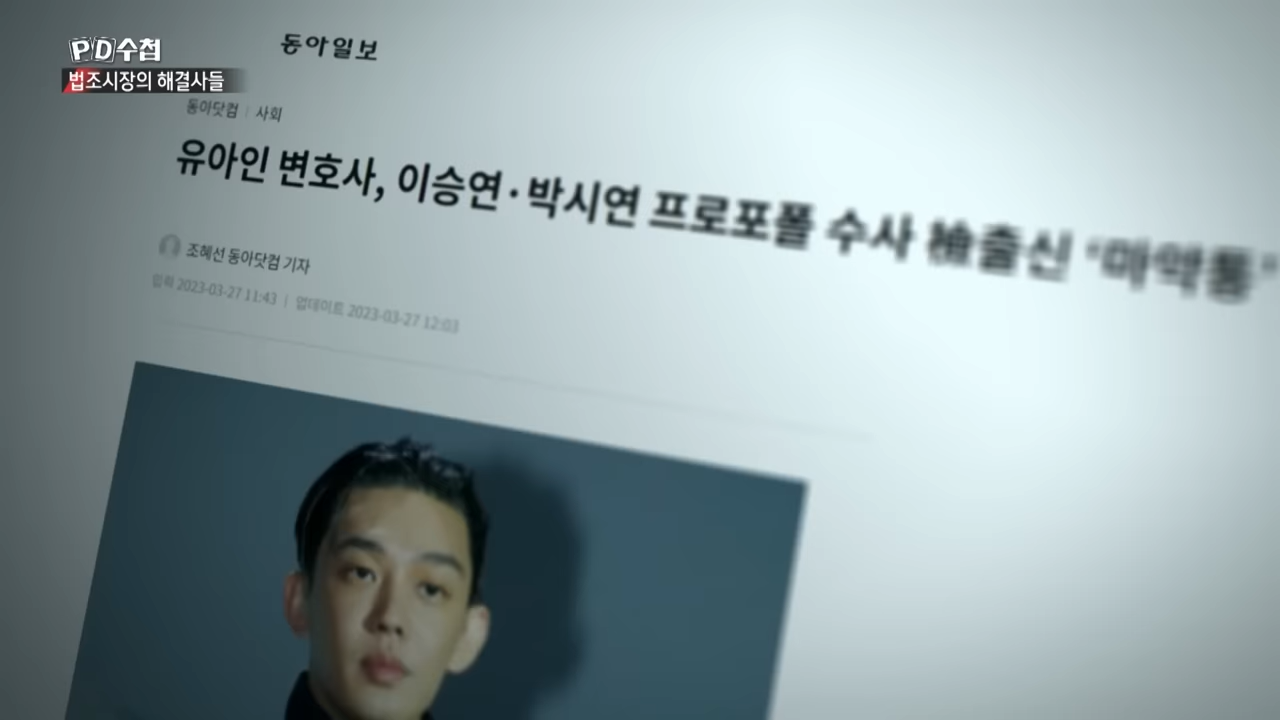 PD수첩
법조시장의 해결사들
동아일보
동아닷컴 | 사회
유아인 변호사, 이승연·박시연 프로포폴 수사 檢출신 '마약통'
조혜선 동아닷컴 기자
입력 2023-03-27 11:43 | 업데이트 2023-03-27 12:03